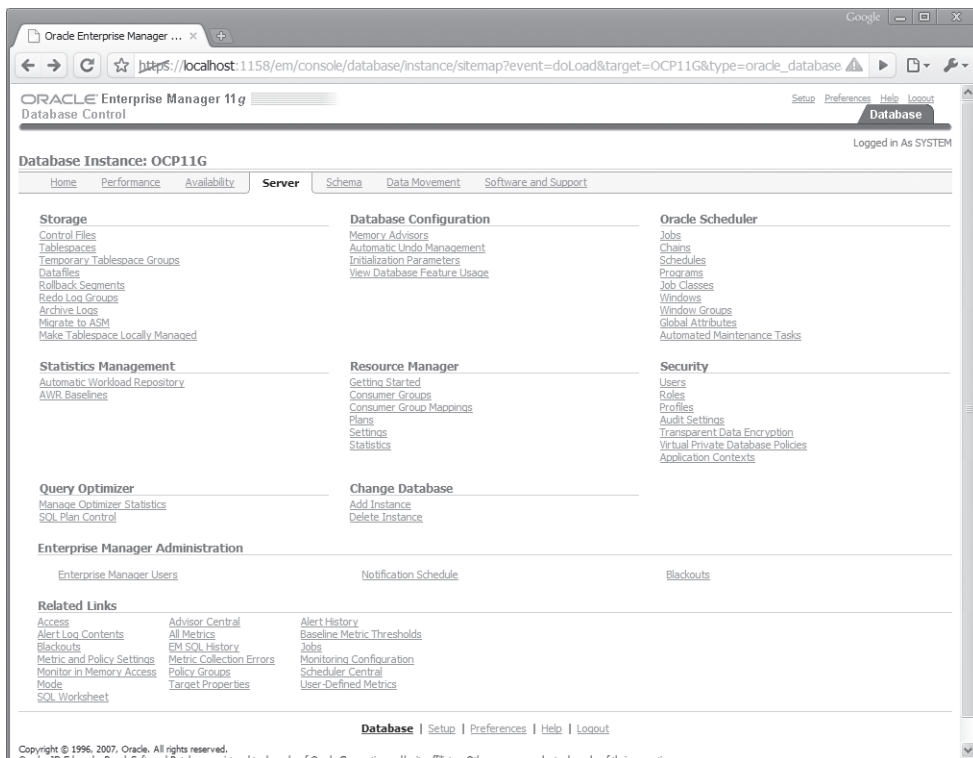 Google
Oracle Enterprise Manager ...
https://localhost:1158/em/console/database/instance/sitemap?event=doLoad&target=OCP11G&type=oracle_database
ORACLE Enterprise Manager 11g
Database Control
Setup Preferences Help Logout
Database
Logged in As SYSTEM
Database Instance: OCP11G
Home Performance Availability Server Schema Data Movement Software and Support
Storage
Control Files
Tablespaces
Temporary Tablespace Groups
Datafiles
Rollback Segments
Redo Log Groups
Archive Logs
Migrate to ASM
Make Tablespace Locally Managed
Database Configuration
Memory Advisors
Automatic Undo Management
Initialization Parameters
View Database Feature Usage
Oracle Scheduler
Jobs
Chains
Schedules
Programs
Job Classes
Windows
Window Groups
Global Attributes
Automated Maintenance Tasks
Statistics Management
Automatic Workload Repository
AWR Baselines
Resource Manager
Getting Started
Consumer Groups
Consumer Group Mappings
Plans
Settings
Statistics
Security
Users
Roles
Profiles
Audit Settings
Transparent Data Encryption
Virtual Private Database Policies
Application Contexts
Query Optimizer
Manage Optimizer Statistics
SQL Plan Control
Change Database
Add Instance
Delete Instance
Enterprise Manager Administration
Enterprise Manager Users
Notification Schedule
Blackouts
Related Links
Access
Alert Log Contents
Blackouts
Metric and Policy Settings
Monitor in Memory Access
Mode
SQL Worksheet
Advisor Central
All Metrics
EM SQL History
Metric Collection Errors
Policy Groups
Target Properties
Alert History
Baseline Metric Thresholds
Jobs
Monitoring Configuration
Scheduler Central
User-Defined Metrics
Database | Setup | Preferences | Help | Logout
Copyright © 1996, 2007, Oracle. All rights reserved.